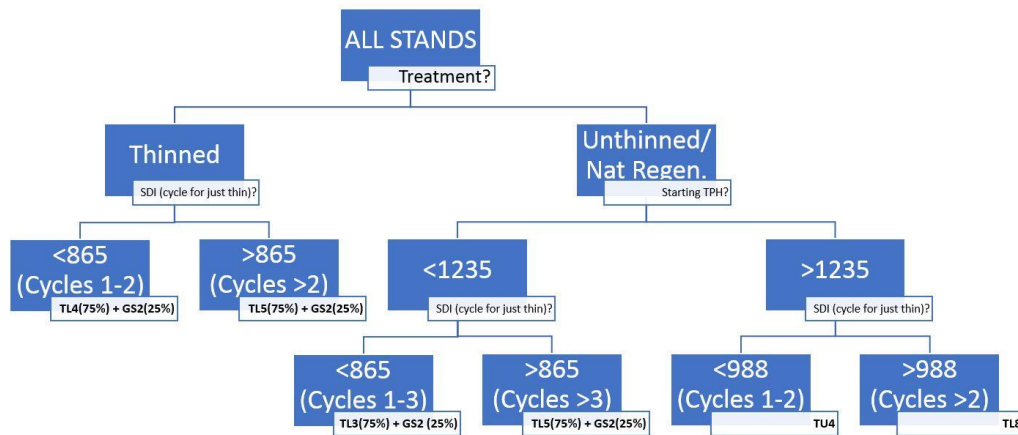 ALL STANDS
Treatment?
Thinned
SDI (cycle for just thin)?
Unthinned/
Nat Regen.
Starting TPH?
<865
(Cycles 1-2)
TL4(75%) + GS2(25%)
>865
(Cycles >2)
TL5(75%) + GS2(25%)
<1235
SDI (cycle for just thin)?
>1235
SDI (cycle for just thin)?
<865
(Cycles 1-3)
TL3(75%) + GS2 (25%)
>865
(Cycles >3)
TL5(75%) + GS2(25%)
<988
(Cycles 1-2)
TU4
>988
(Cycles >2)
TL8